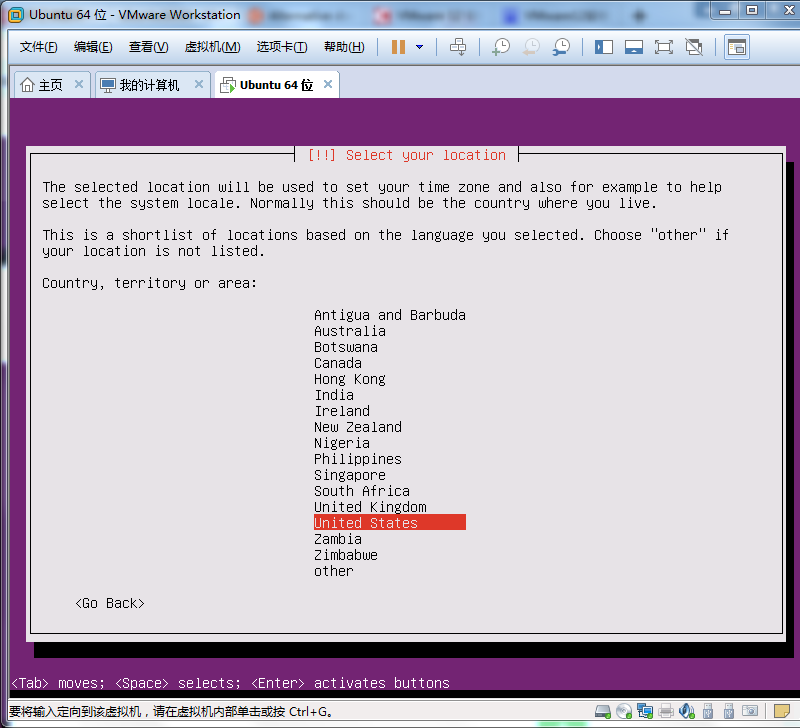 Ubuntu 64 位 - VMware Workstation
文件(F) 编辑(E) 查看(V) 虚拟机(M) 选项卡(T) 帮助(H)
主页 我的计算机 Ubuntu 64 位
[!!] Select your location
The selected location will be used to set your time zone and also for example to help
select the system locale. Normally this should be the country where you live.
This is a shortlist of locations based on the language you selected. Choose "other" if
your location is not listed.
Country, territory or area:
Antigua and Barbuda
Australia
Botswana
Canada
Hong Kong
India
Ireland
New Zealand
Nigeria
Philippines
Singapore
South Africa
United Kingdom
United States
Zambia
Zimbabwe
other
<Go Back>
<Tab> moves; <Space> selects; <Enter> activates buttons
要将输入定向到该虚拟机，请在虚拟机内部单击或按 Ctrl+G。